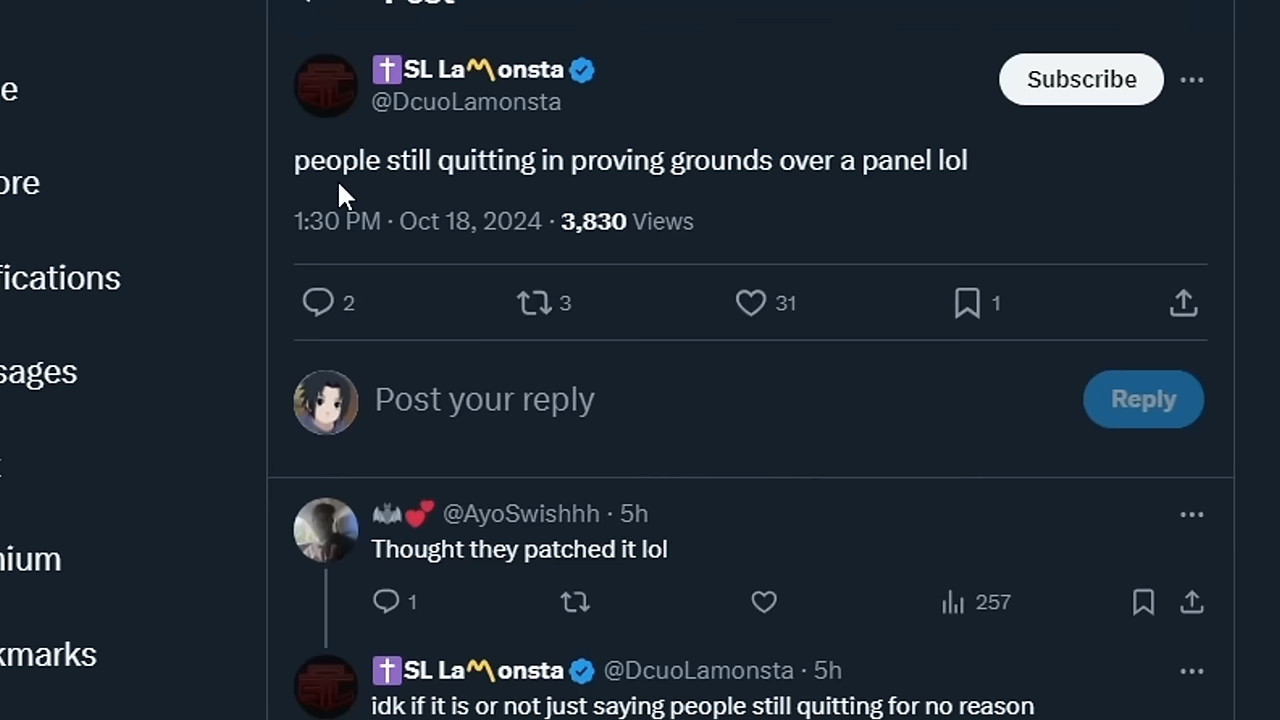 Post
✝️SL La〽️onsta
@DcuoLamonsta
Subscribe
people still quitting in proving grounds over a panel lol
1:30 PM · Oct 18, 2024 · 3,830 Views
2 3 31 1
Post your reply
Reply
🦇💕 @AyoSwishhh · 5h
Thought they patched it lol
1 257
✝️SL La〽️onsta @DcuoLamonsta · 5h
idk if it is or not just saying people still quitting for no reason
e
ore
fications
sages
nium
kmarks